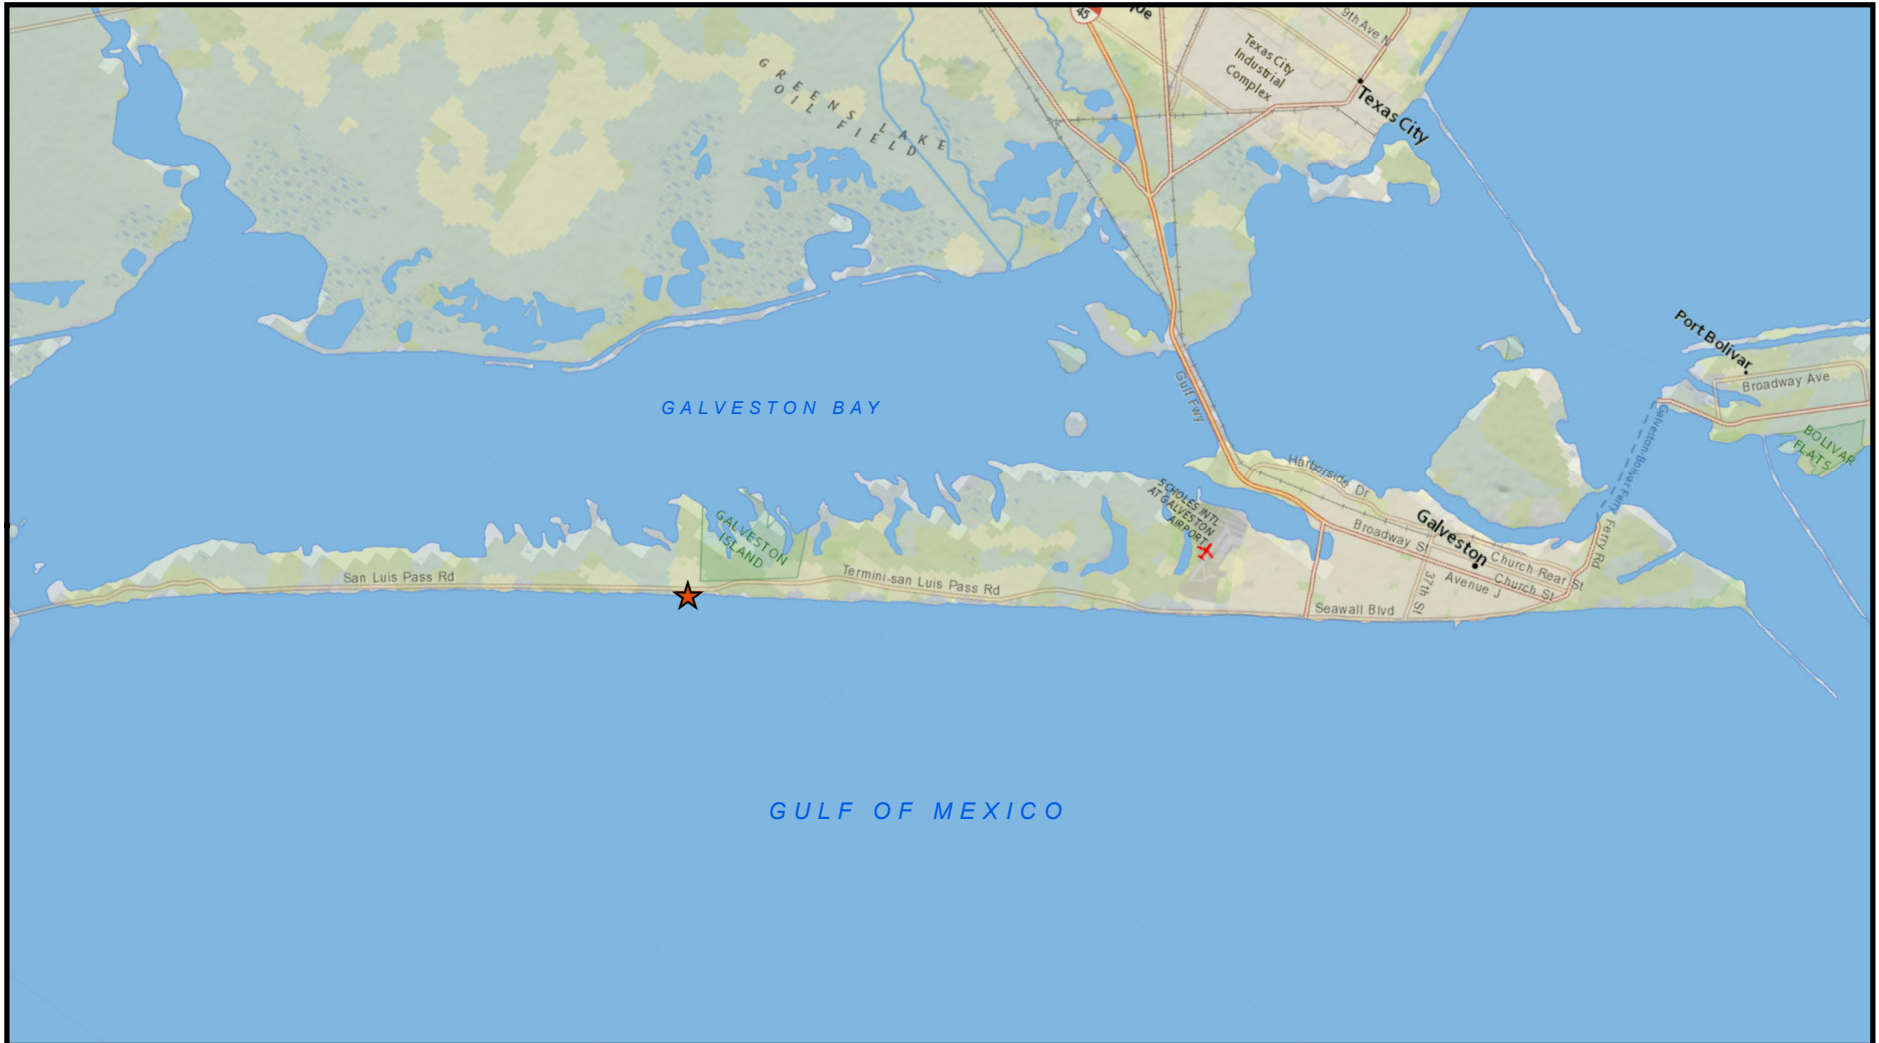 45
9th Ave N
Texas City
Industrial
Complex
Texas City
GREENS LAKE
OIL FIELD
Port Bolivar
Broadway Ave
BOLIVAR
FLATS
Gulf Fwy
GALVESTON BAY
Galveston-Bolivar Ferry
Harborside Dr
SCHOLES INTL
AT GALVESTON
AIRPORT
GALVESTON
ISLAND
Galveston
Broadway St
Church Rear St
Ferry Rd
Church St
Avenue J
37th St
San Luis Pass Rd
Termini-san Luis Pass Rd
Seawall Blvd
GULF OF MEXICO